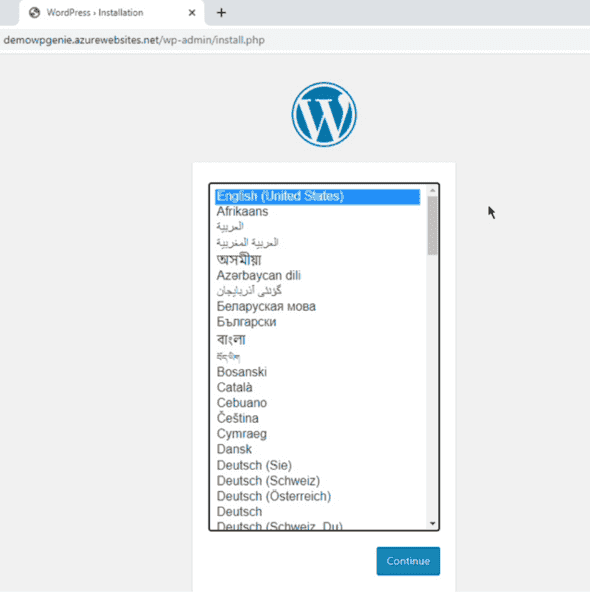 WordPress › Installation
demowpgenie.azurewebsites.net/wp-admin/install.php
English (United States)
Afrikaans
العربية
العربية المغربية
অসমীয়া
Azərbaycan dili
گؤنئی آذربایجان
Беларуская мова
Български
বাংলা
བོད་ཡིག
Bosanski
Català
Cebuano
Čeština
Cymraeg
Dansk
Deutsch (Sie)
Deutsch (Schweiz)
Deutsch (Österreich)
Deutsch
Deutsch (Schweiz, Du)
Continue